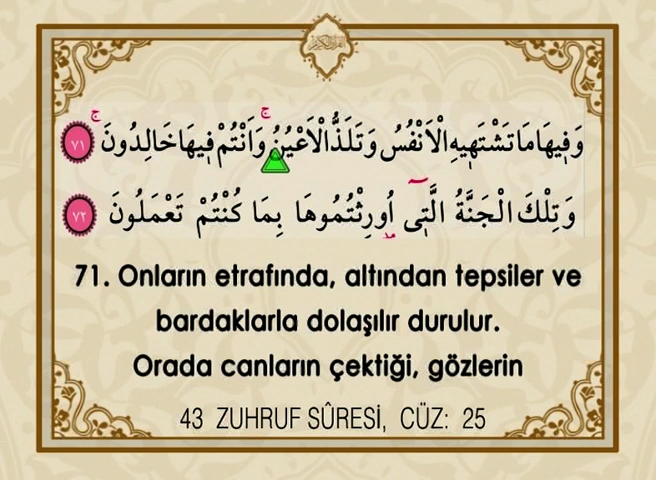 وَفٖيهَا مَا تَشْتَهٖيهِ الْاَنْفُسُ وَتَلَذُّ الْاَعْيُنُ ۚ وَاَنْتُمْ فٖيهَا خَالِدُونَ ۚ ﴿٧١﴾
وَتِلْكَ الْجَنَّةُ الَّتٖٓى اُورِثْتُمُوهَا بِمَا كُنْتُمْ تَعْمَلُونَ ﴿٧٢﴾
71. Onların etrafında, altından tepsiler ve
bardaklarla dolaşılır durulur.
Orada canların çektiği, gözlerin
43 ZUHRUF SÛRESİ, CÜZ: 25